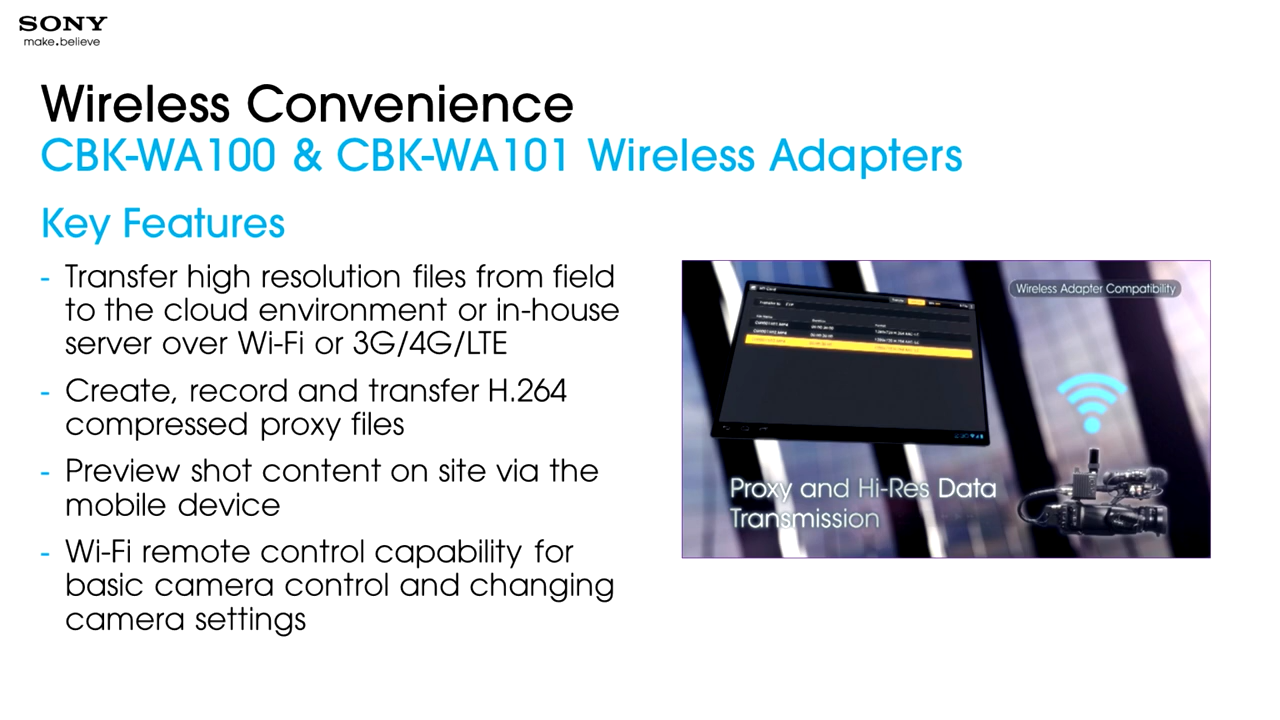 SONY
make.believe
Wireless Convenience
CBK-WA100 & CBK-WA101 Wireless Adapters
Key Features
- Transfer high resolution files from field
to the cloud environment or in-house
server over Wi-Fi or 3G/4G/LTE
- Create, record and transfer H.264
compressed proxy files
- Preview shot content on site via the
mobile device
- Wi-Fi remote control capability for
basic camera control and changing
camera settings
Wireless Adapter Compatibility
Proxy and Hi-Res Data
Transmission